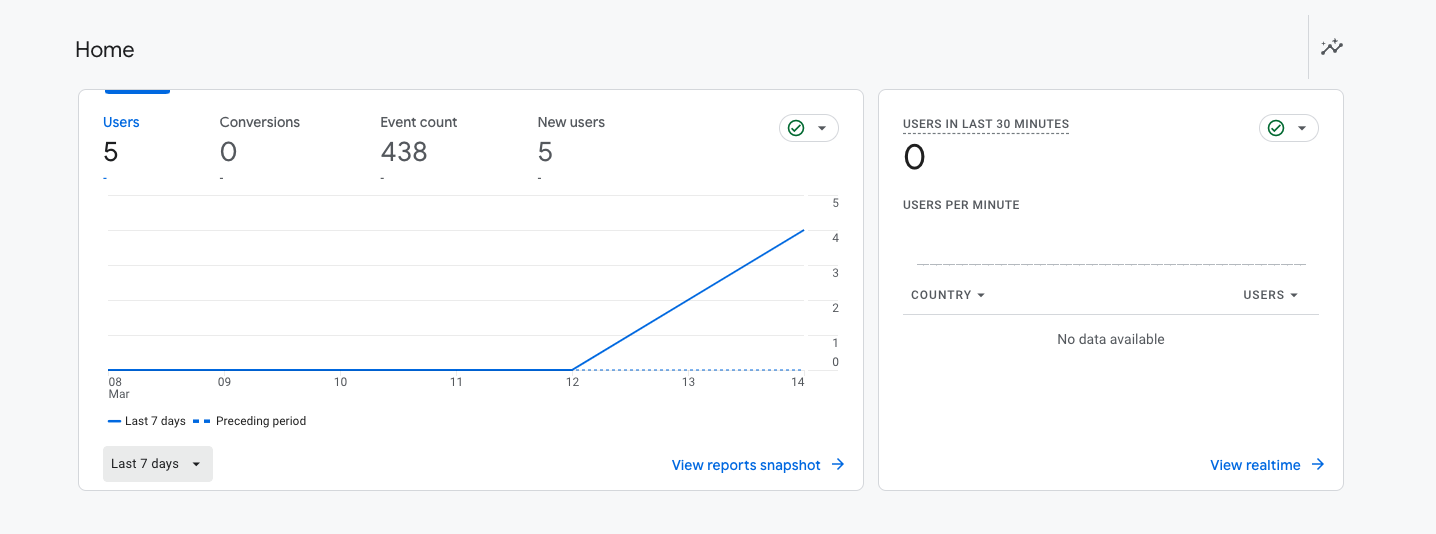 Home
Users Conversions Event count New users
5 0 438 5
- - - -
5
4
3
2
1
0
08 09 10 11 12 13 14
Mar
Last 7 days Preceding period
Last 7 days
View reports snapshot
USERS IN LAST 30 MINUTES
0
USERS PER MINUTE
COUNTRY USERS
No data available
View realtime